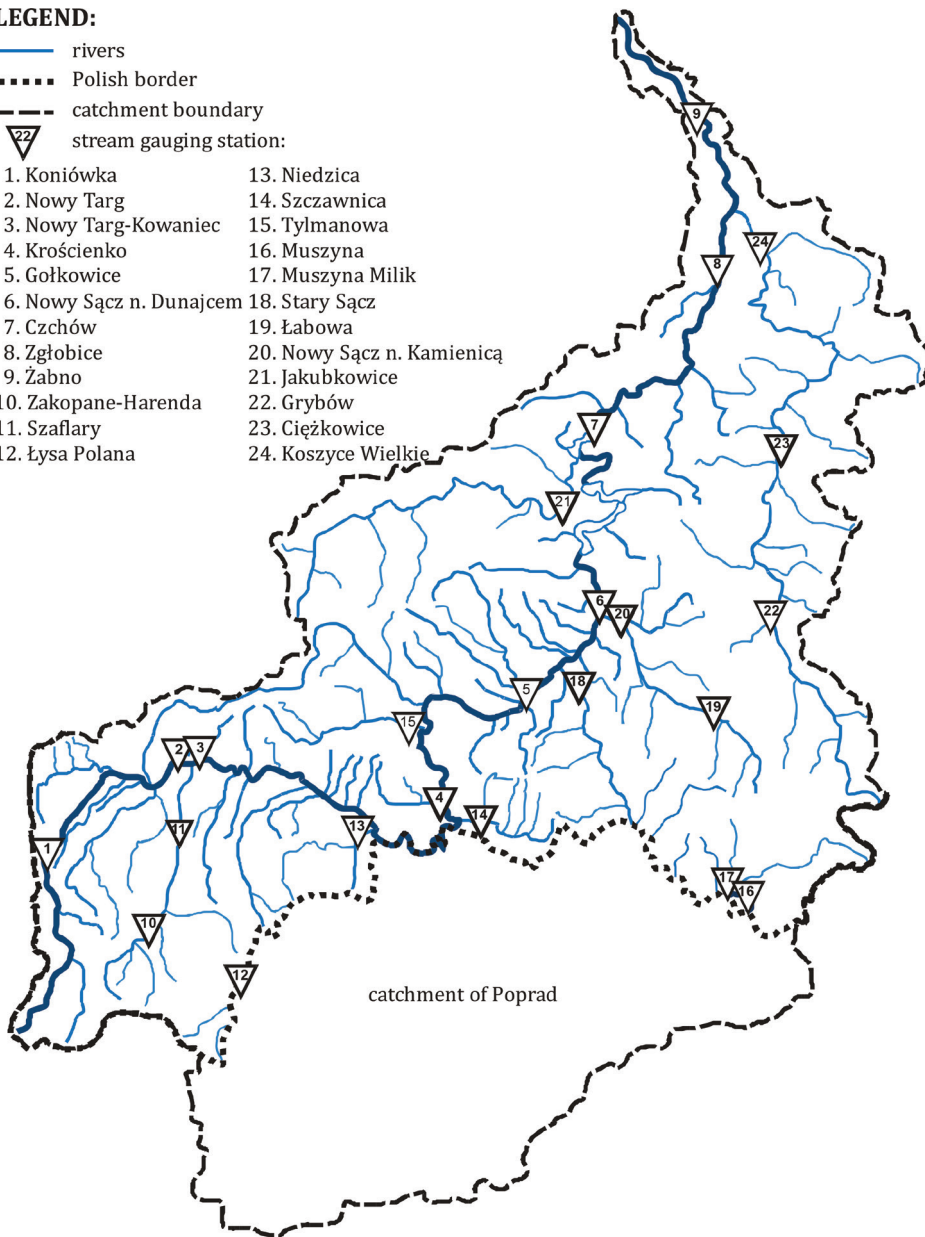 LEGEND:
rivers
Polish border
catchment boundary
22 stream gauging station:
1. Koniówka
2. Nowy Targ
3. Nowy Targ-Kowaniec
4. Krościenko
5. Gołkowice
6. Nowy Sącz n. Dunajcem
7. Czchów
8. Zgłobice
9. Żabno
10. Zakopane-Harenda
11. Szaflary
12. Łysa Polana
13. Niedzica
14. Szczawnica
15. Tylmanowa
16. Muszyna
17. Muszyna Milik
18. Stary Sącz
19. Łabowa
20. Nowy Sącz n. Kamienicą
21. Jakubkowice
22. Grybów
23. Ciężkowice
24. Koszyce Wielkie
9
24
8
7
23
21
6
20
22
5
18
19
15
2
3
4
14
11
13
1
17
16
10
12
catchment of Poprad